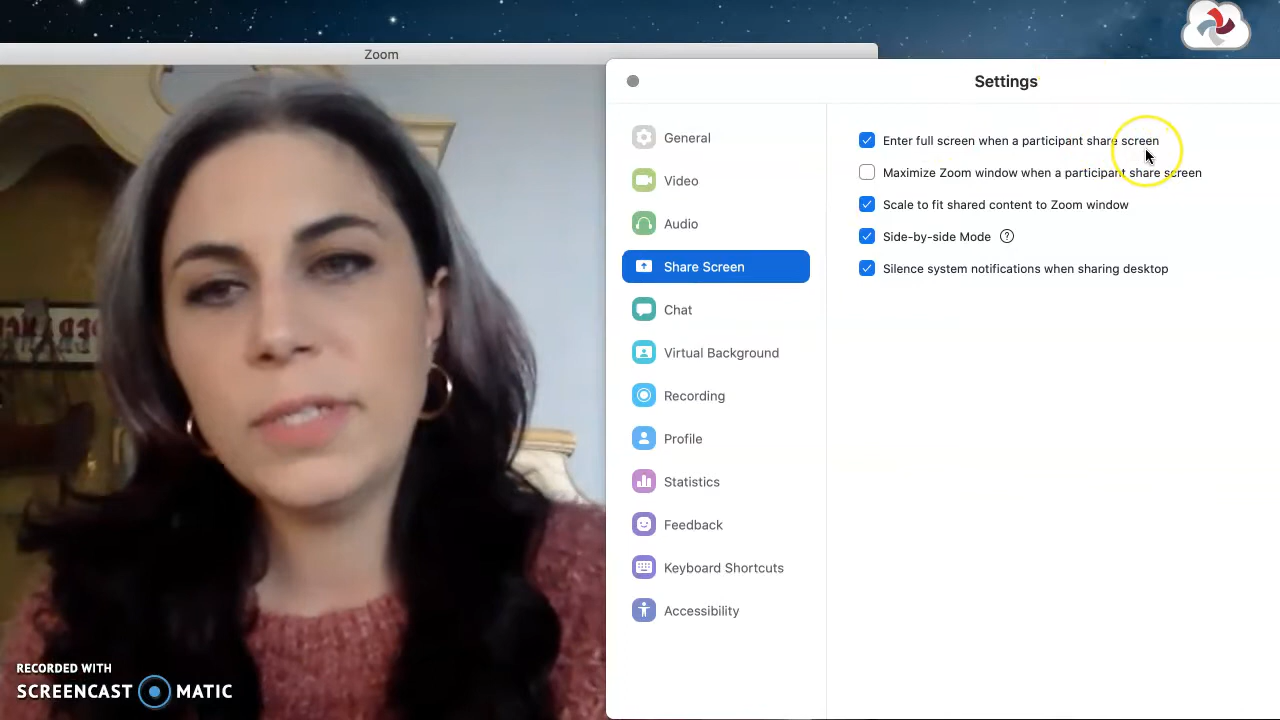 Zoom
Settings
General
Video
Audio
Share Screen
Chat
Virtual Background
Recording
Profile
Statistics
Feedback
Keyboard Shortcuts
Accessibility
Enter full screen when a participant share screen
Maximize Zoom window when a participant share screen
Scale to fit shared content to Zoom window
Side-by-side Mode ?
Silence system notifications when sharing desktop
RECORDED WITH
SCREENCAST MATIC